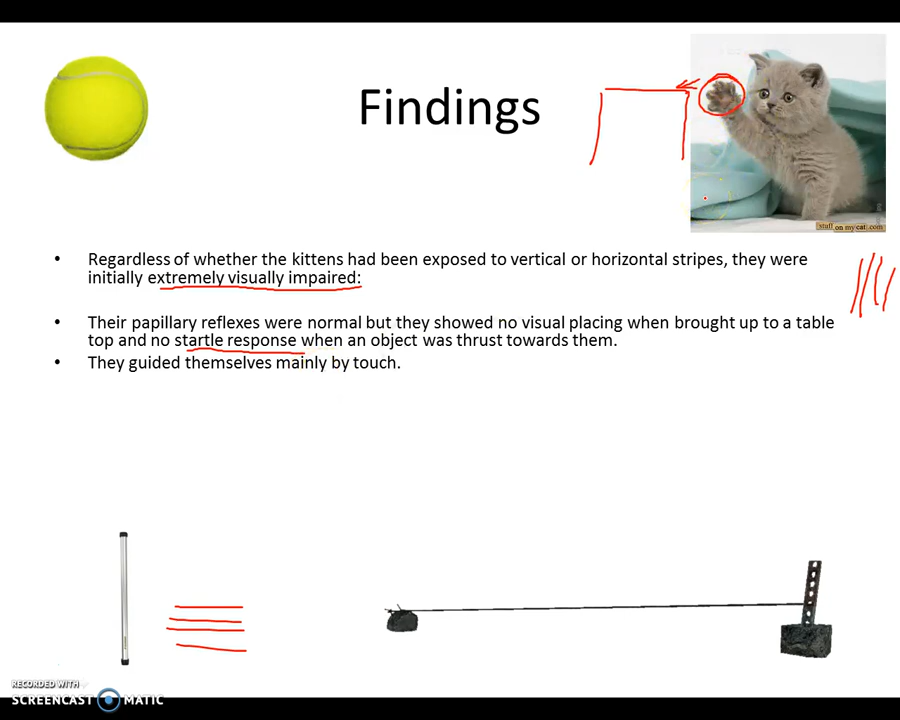 Findings
stuff on my cat.com
• Regardless of whether the kittens had been exposed to vertical or horizontal stripes, they were
initially extremely visually impaired:
• Their papillary reflexes were normal but they showed no visual placing when brought up to a table
top and no startle response when an object was thrust towards them.
• They guided themselves mainly by touch.
RECORDED WITH
SCREENCAST MATIC